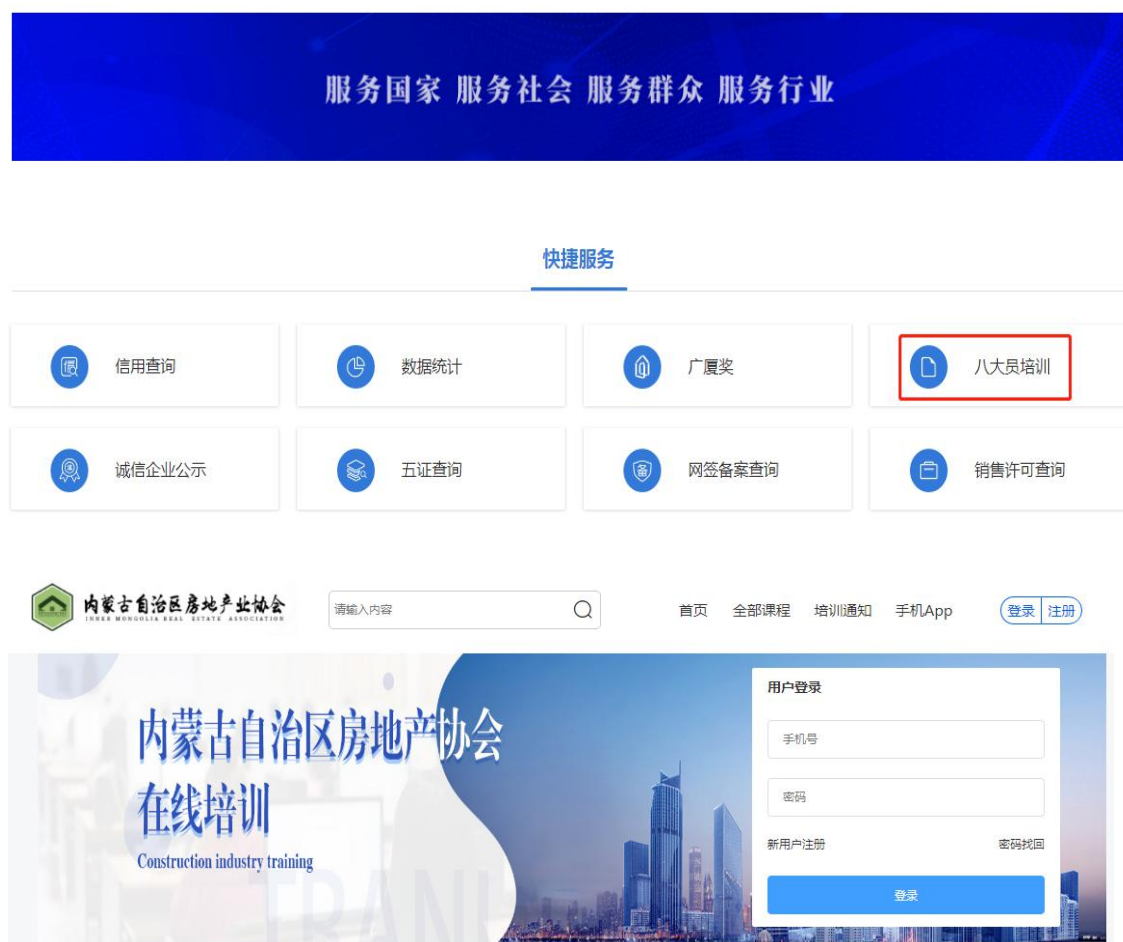 服务国家 服务社会 服务群众 服务行业
快捷服务
信用查询
数据统计
广厦奖
八大员培训
诚信企业公示
五证查询
网签备案查询
销售许可查询
内蒙古自治区房地产业协会
INNER MONGOLIA REAL ESTATE ASSOCIATION
请输入内容
首页 全部课程 培训通知 手机App
登录 注册
内蒙古自治区房地产协会
在线培训
Construction industry training
TRANI
用户登录
手机号
密码
新用户注册 密码找回
登录